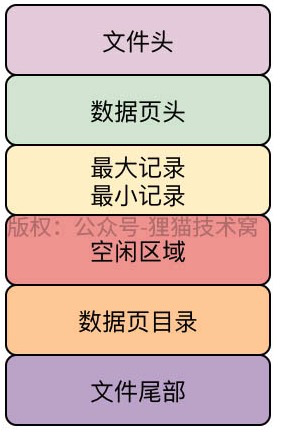 文件头
数据页头
最大记录
最小记录
版权：公众号-狸猫技术窝
空闲区域
数据页目录
文件尾部